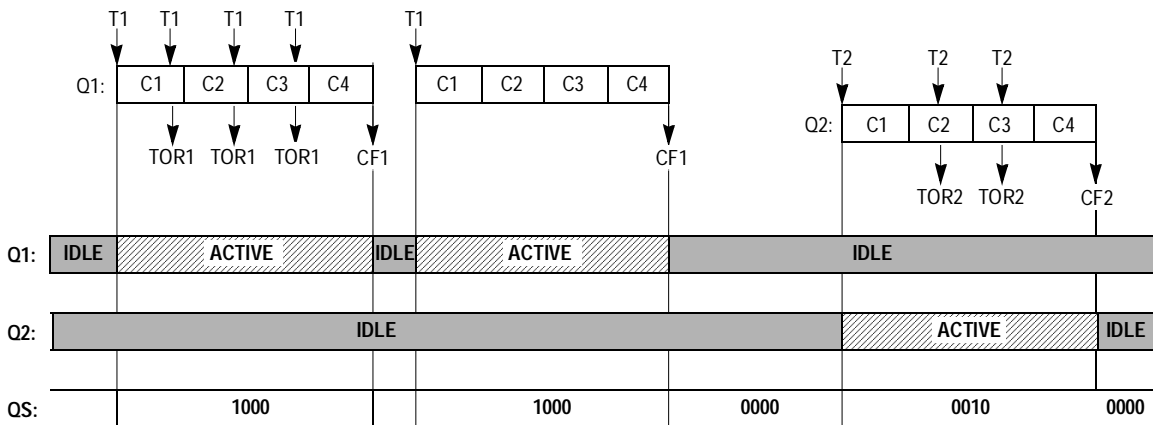 T1 T1 T1 T1 T1
T2 T2 T2
Q1: C1 C2 C3 C4 C1 C2 C3 C4
Q2: C1 C2 C3 C4
TOR1 TOR1 TOR1 CF1 CF1
TOR2 TOR2 CF2
Q1: IDLE ACTIVE IDLE ACTIVE IDLE
Q2: IDLE ACTIVE IDLE
QS: 1000 1000 0000 0010 0000